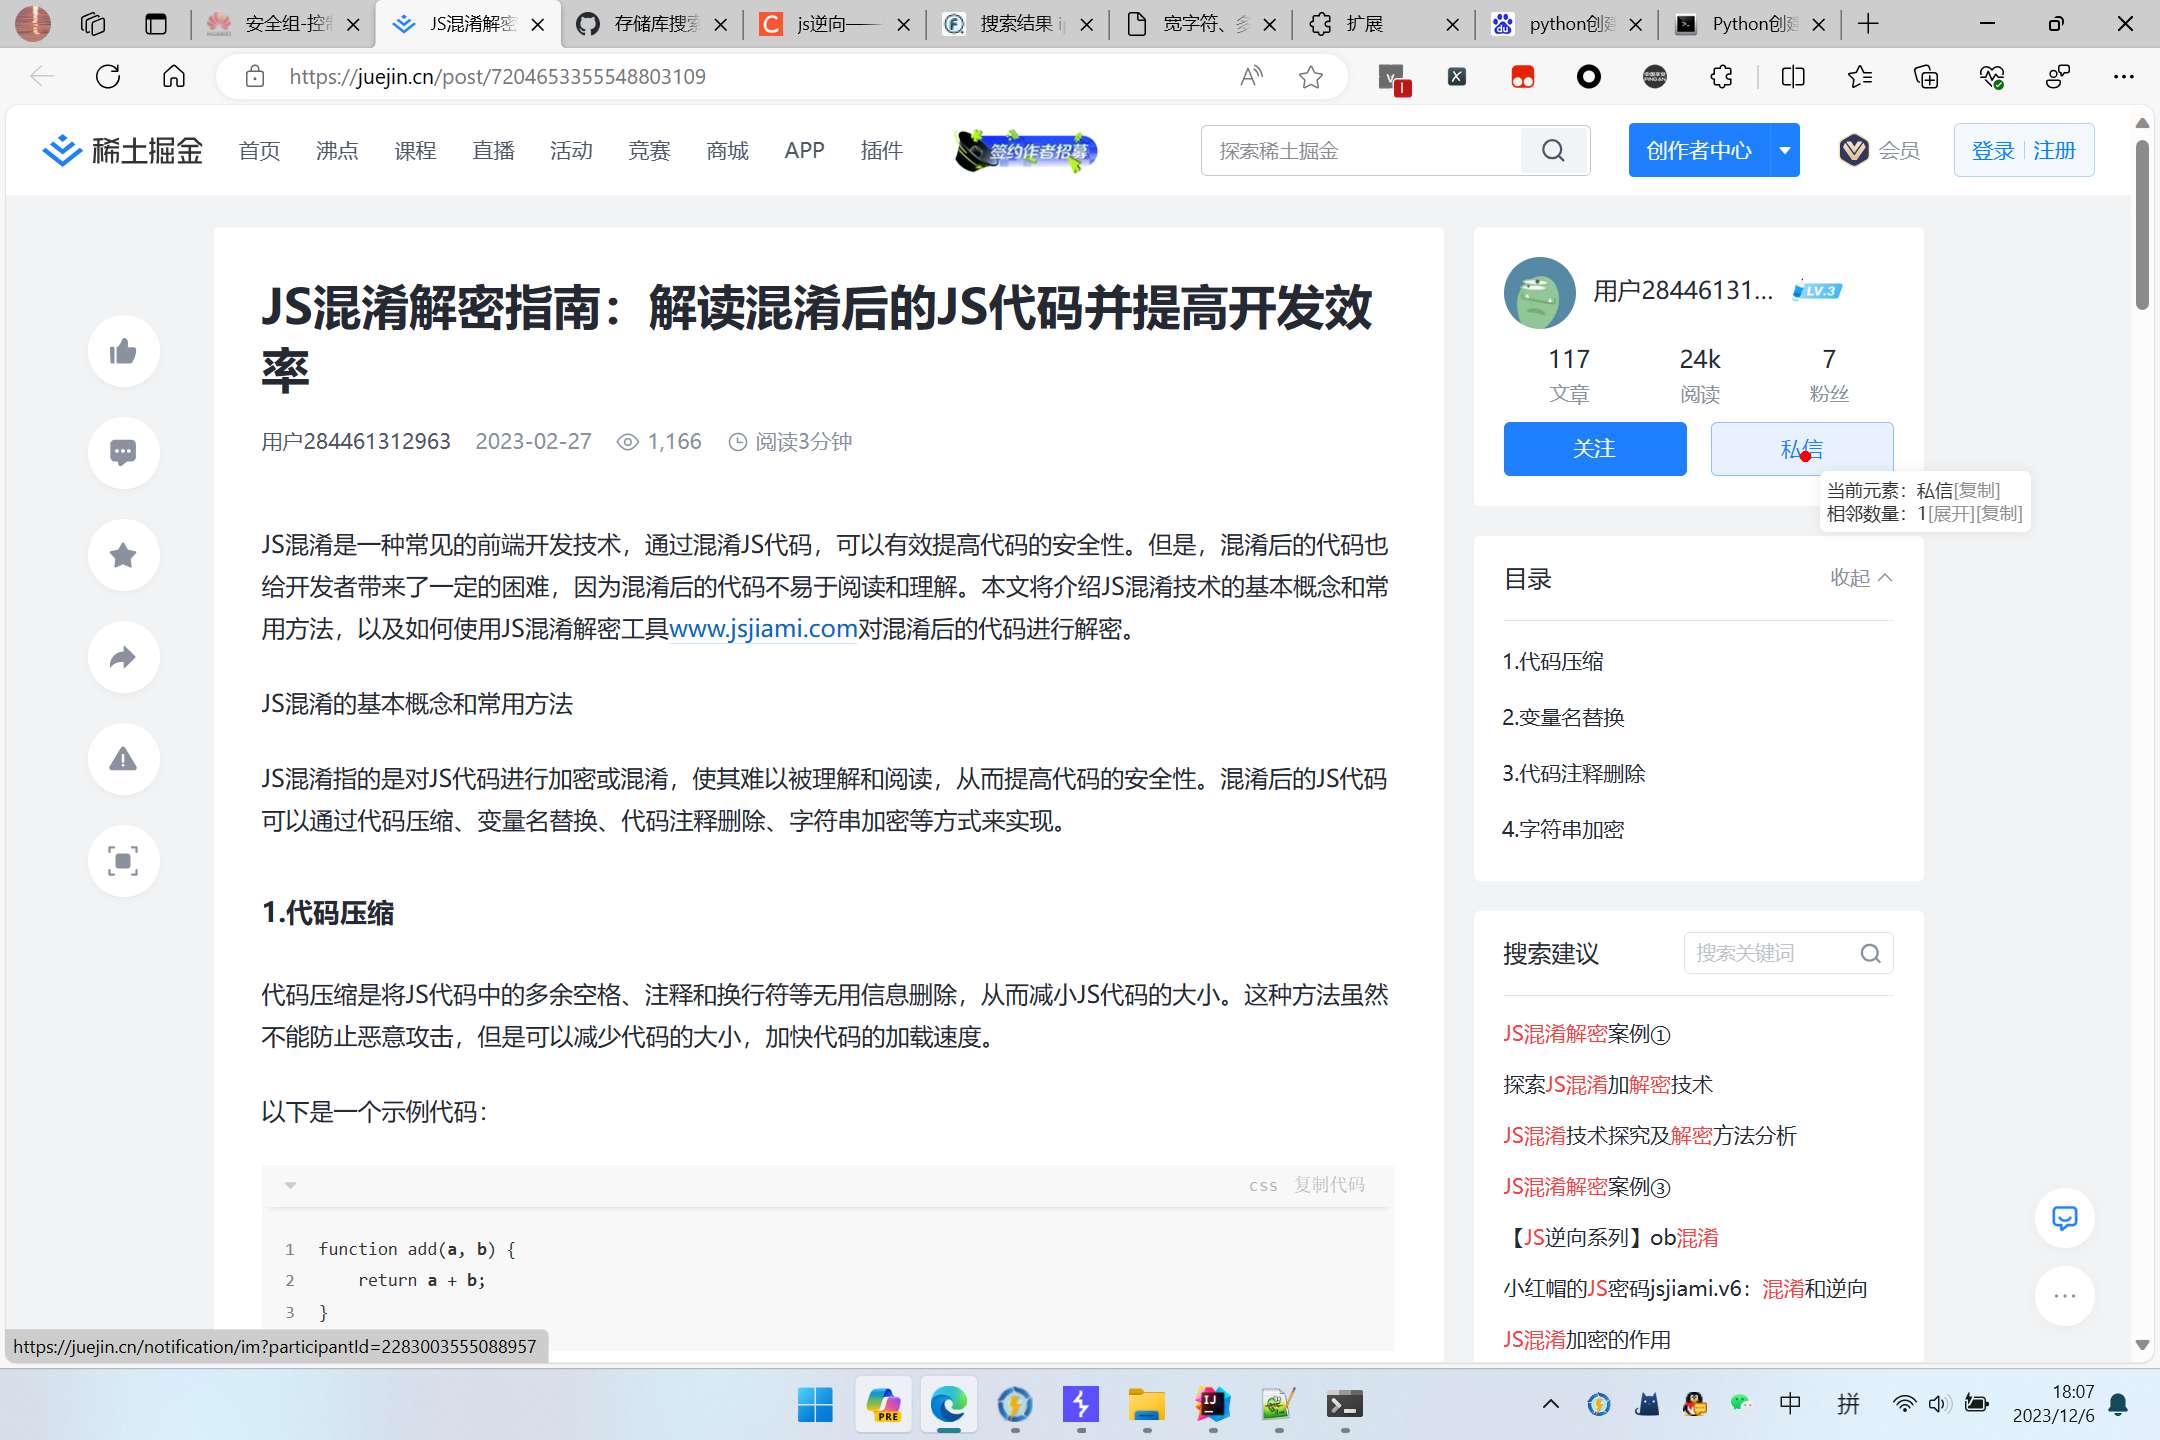 安全组-控制
JS混淆解密
存储库搜索
js逆向——
搜索结果 i
宽字符、多
扩展
python创建
Python创建
https://juejin.cn/post/7204653355548803109
稀土掘金
首页
沸点
课程
直播
活动
竞赛
商城
APP
插件
签约作者招募
探索稀土掘金
创作者中心
会员
登录
注册
JS混淆解密指南：解读混淆后的JS代码并提高开发效
率
用户284461312963 2023-02-27 1,166 阅读3分钟
JS混淆是一种常见的前端开发技术，通过混淆JS代码，可以有效提高代码的安全性。但是，混淆后的代码也
给开发者带来了一定的困难，因为混淆后的代码不易于阅读和理解。本文将介绍JS混淆技术的基本概念和常
用方法，以及如何使用JS混淆解密工具www.jsjiami.com对混淆后的代码进行解密。
JS混淆的基本概念和常用方法
JS混淆指的是对JS代码进行加密或混淆，使其难以被理解和阅读，从而提高代码的安全性。混淆后的JS代码
可以通过代码压缩、变量名替换、代码注释删除、字符串加密等方式来实现。
1.代码压缩
代码压缩是将JS代码中的多余空格、注释和换行符等无用信息删除，从而减小JS代码的大小。这种方法虽然
不能防止恶意攻击，但是可以减少代码的大小，加快代码的加载速度。
以下是一个示例代码：
css 复制代码
1 function add(a, b) {
2 return a + b;
3 }
https://juejin.cn/notification/im?participantId=2283003555088957
用户28446131... LV.3
117 24k 7
文章 阅读 粉丝
关注 私信
当前元素：私信[复制]
相邻数量：1[展开][复制]
目录 收起
1.代码压缩
2.变量名替换
3.代码注释删除
4.字符串加密
搜索建议 搜索关键词
JS混淆解密案例①
探索JS混淆加解密技术
JS混淆技术探究及解密方法分析
JS混淆解密案例③
【JS逆向系列】ob混淆
小红帽的JS密码jsjiami.v6：混淆和逆向
JS混淆加密的作用
PRE
中
拼
18:07
2023/12/6